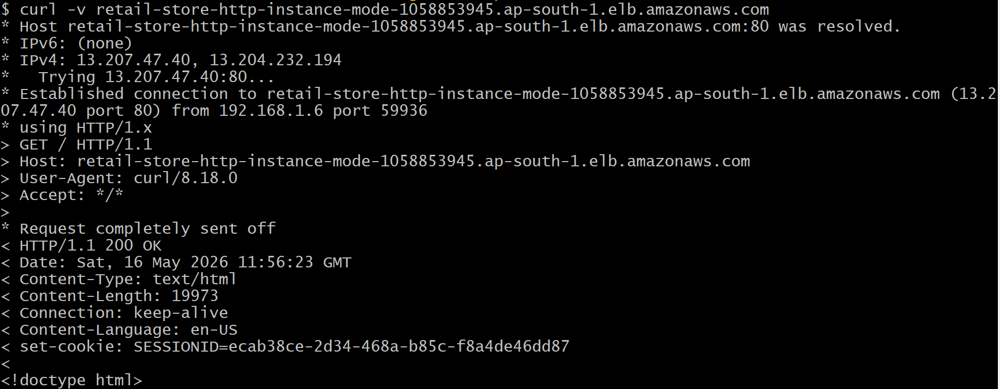 $ curl -v retail-store-http-instance-mode-1058853945.ap-south-1.elb.amazonaws.com
* Host retail-store-http-instance-mode-1058853945.ap-south-1.elb.amazonaws.com:80 was resolved.
* IPv6: (none)
* IPv4: 13.207.47.40, 13.204.232.194
*   Trying 13.207.47.40:80...
* Established connection to retail-store-http-instance-mode-1058853945.ap-south-1.elb.amazonaws.com (13.2
07.47.40 port 80) from 192.168.1.6 port 59936
* using HTTP/1.x
> GET / HTTP/1.1
> Host: retail-store-http-instance-mode-1058853945.ap-south-1.elb.amazonaws.com
> User-Agent: curl/8.18.0
> Accept: */*
>
* Request completely sent off
< HTTP/1.1 200 OK
< Date: Sat, 16 May 2026 11:56:23 GMT
< Content-Type: text/html
< Content-Length: 19973
< Connection: keep-alive
< Content-Language: en-US
< set-cookie: SESSIONID=ecab38ce-2d34-468a-b85c-f8a4de46dd87
<
<!doctype html>